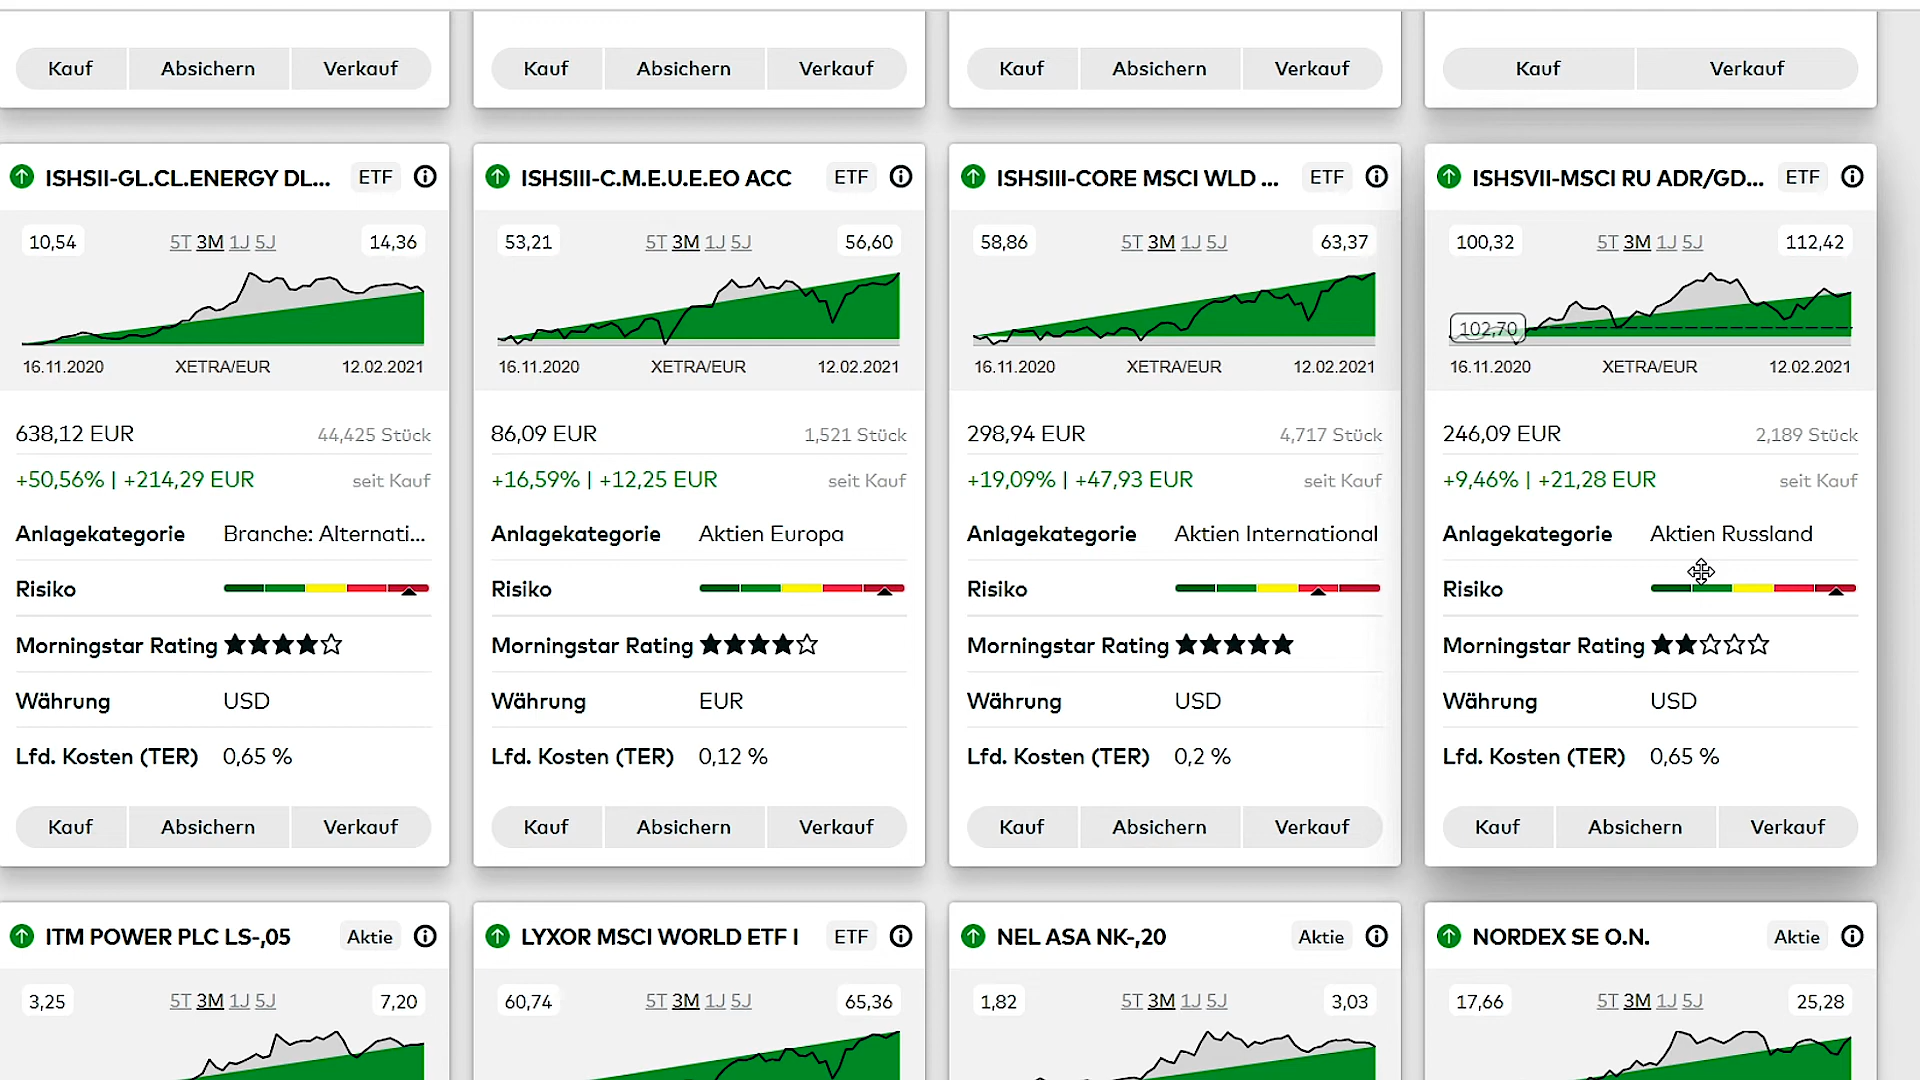 Kauf Absichern Verkauf
Kauf Absichern Verkauf
Kauf Absichern Verkauf
Kauf Verkauf
ISHSII-GL.CL.ENERGY DL... ETF
10,54 5T 3M 1J 5J 14,36
16.11.2020 XETRA/EUR 12.02.2021
638,12 EUR 44,425 Stück
+50,56% | +214,29 EUR seit Kauf
Anlagekategorie Branche: Alternati...
Risiko
Morningstar Rating ★★★★☆
Währung USD
Lfd. Kosten (TER) 0,65 %
Kauf Absichern Verkauf
ISHSIII-C.M.E.U.E.EO ACC ETF
53,21 5T 3M 1J 5J 56,60
16.11.2020 XETRA/EUR 12.02.2021
86,09 EUR 1,521 Stück
+16,59% | +12,25 EUR seit Kauf
Anlagekategorie Aktien Europa
Risiko
Morningstar Rating ★★★★☆
Währung EUR
Lfd. Kosten (TER) 0,12 %
Kauf Absichern Verkauf
ISHSIII-CORE MSCI WLD ... ETF
58,86 5T 3M 1J 5J 63,37
16.11.2020 XETRA/EUR 12.02.2021
298,94 EUR 4,717 Stück
+19,09% | +47,93 EUR seit Kauf
Anlagekategorie Aktien International
Risiko
Morningstar Rating ★★★★★
Währung USD
Lfd. Kosten (TER) 0,2 %
Kauf Absichern Verkauf
ISHSVII-MSCI RU ADR/GD... ETF
100,32 5T 3M 1J 5J 112,42
102,70
16.11.2020 XETRA/EUR 12.02.2021
246,09 EUR 2,189 Stück
+9,46% | +21,28 EUR seit Kauf
Anlagekategorie Aktien Russland
Risiko
Morningstar Rating ★★☆☆☆
Währung USD
Lfd. Kosten (TER) 0,65 %
Kauf Absichern Verkauf
ITM POWER PLC LS-,05 Aktie
3,25 5T 3M 1J 5J 7,20
LYXOR MSCI WORLD ETF I ETF
60,74 5T 3M 1J 5J 65,36
NEL ASA NK-,20 Aktie
1,82 5T 3M 1J 5J 3,03
NORDEX SE O.N. Aktie
17,66 5T 3M 1J 5J 25,28